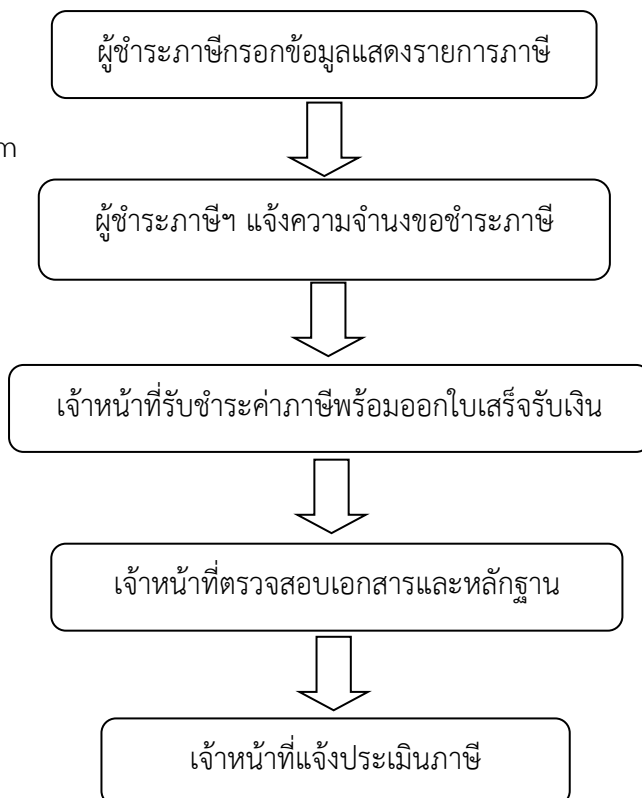 ผู้ชำระภาษีกรอกข้อมูลแสดงรายการภาษี
m
ผู้ชำระภาษีฯ แจ้งความจำนงขอชำระภาษี
เจ้าหน้าที่รับชำระค่าภาษีพร้อมออกใบเสร็จรับเงิน
เจ้าหน้าที่ตรวจสอบเอกสารและหลักฐาน
เจ้าหน้าที่แจ้งประเมินภาษี